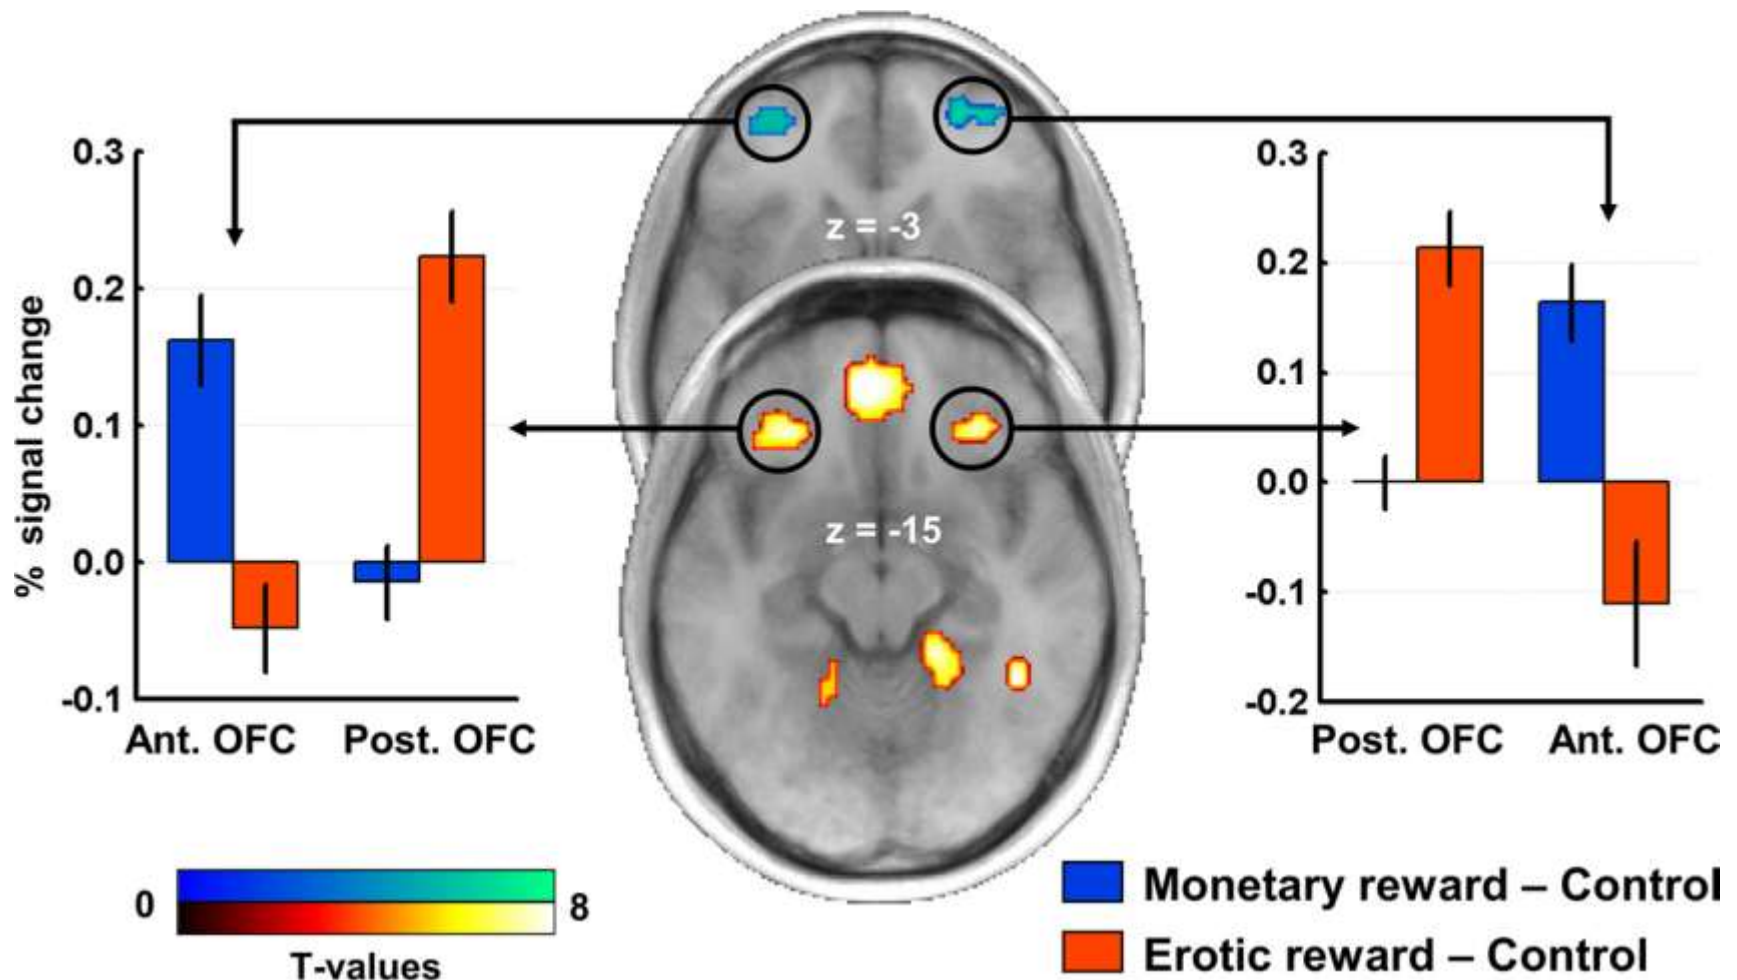 % signal change
0.3
0.2
0.1
0.0
-0.1
Ant. OFC
Post. OFC
z = -3
z = -15
0.3
0.2
0.1
0.0
-0.1
-0.2
Post. OFC
Ant. OFC
0
8
T-values
Monetary reward – Control
Erotic reward – Control